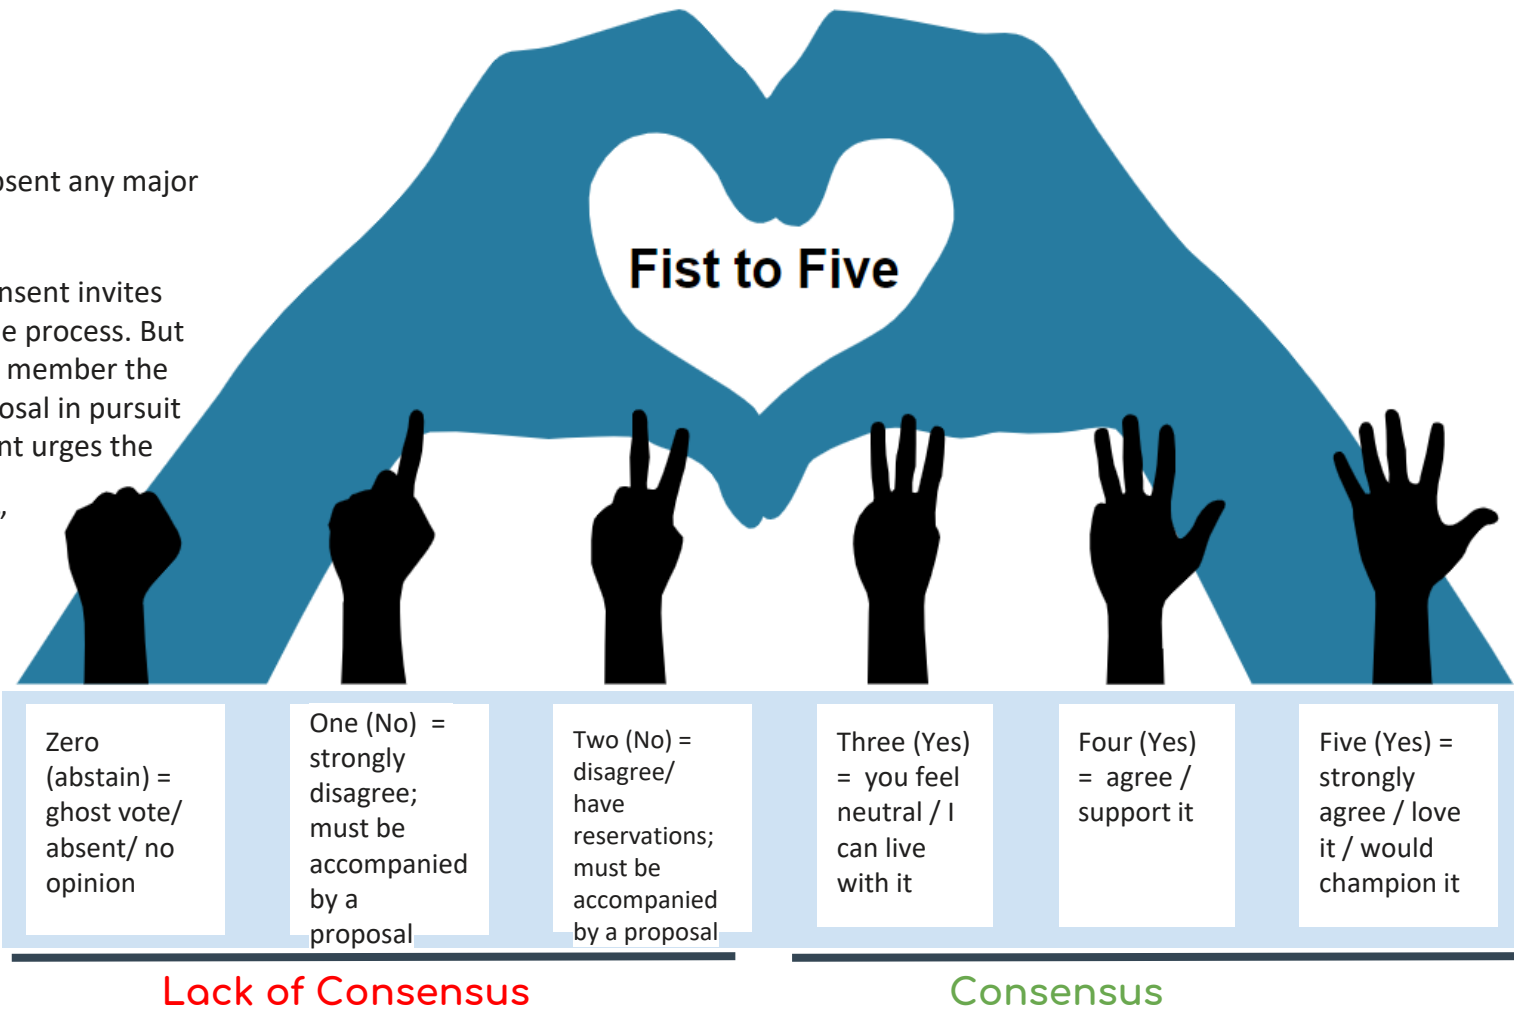 bsent any major
nsent invites
e process. But
member the
osal in pursuit
nt urges the
”
Fist to Five
Zero
(abstain) =
ghost vote/
absent/ no
opinion
One (No) =
strongly
disagree;
must be
accompanied
by a
proposal
Two (No) =
disagree/
have
reservations;
must be
accompanied
by a proposal
Three (Yes)
= you feel
neutral / I
can live
with it
Four (Yes)
= agree /
support it
Five (Yes) =
strongly
agree / love
it / would
champion it
Lack of Consensus
Consensus